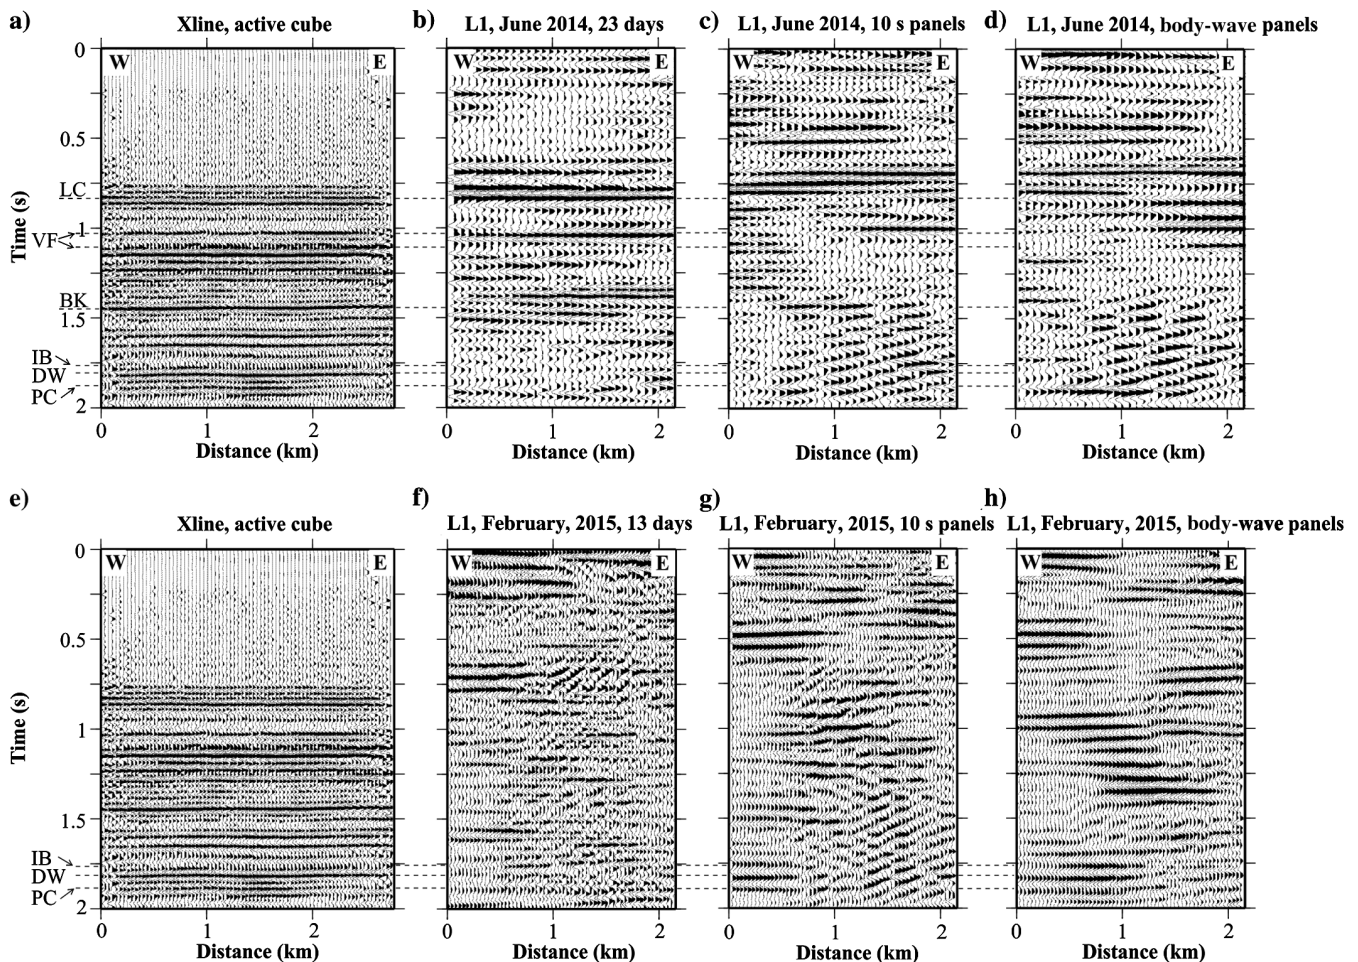 a)
Xline, active cube
b)
L1, June 2014, 23 days
c)
L1, June 2014, 10 s panels
d)
L1, June 2014, body-wave panels
0
0.5
1
1.5
2
Time (s)
LC
VF
BK
IB
DW
PC
W
E
W
E
W
E
W
E
0
1
2
Distance (km)
0
1
2
Distance (km)
0
1
2
Distance (km)
0
1
2
Distance (km)
e)
Xline, active cube
f)
L1, February, 2015, 13 days
g)
L1, February, 2015, 10 s panels
h)
L1, February, 2015, body-wave panels
0
0.5
1
1.5
2
Time (s)
IB
DW
PC
W
E
W
E
W
E
W
E
0
1
2
Distance (km)
0
1
2
Distance (km)
0
1
2
Distance (km)
0
1
2
Distance (km)